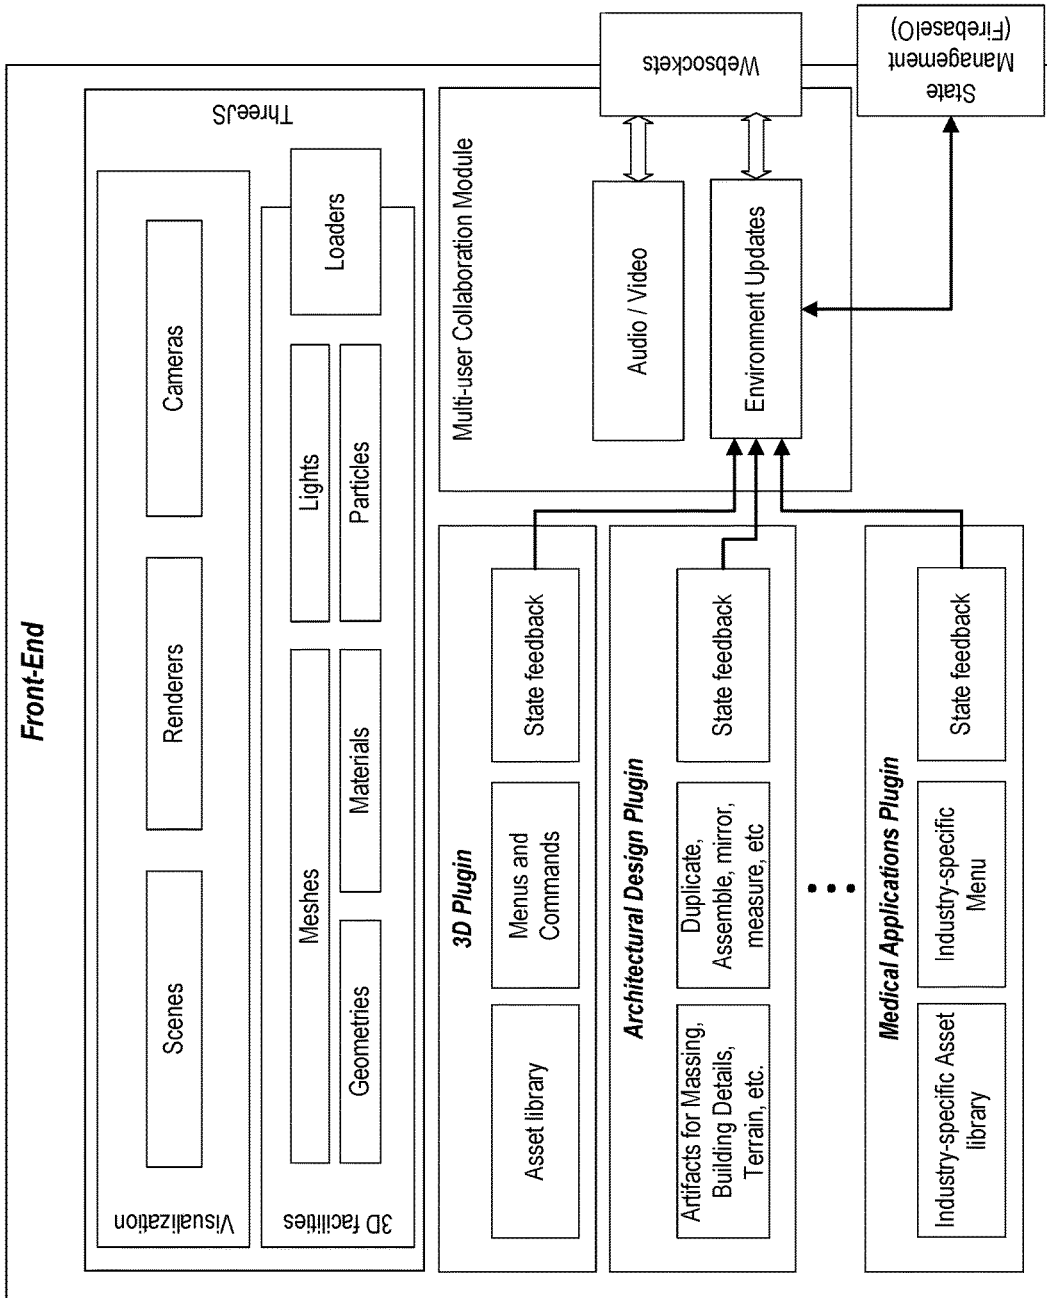 Front-End
ThreeJS
Visualization
Scenes
Renderers
Cameras
3D facilities
Meshes
Lights
Geometries
Materials
Particles
Loaders
3D Plugin
Asset library
Menus and
Commands
State feedback
Architectural Design Plugin
Artifacts for Massing,
Building Details,
Terrain, etc.
Duplicate,
Assemble, mirror,
measure, etc
State feedback
Medical Applications Plugin
Industry-specific Asset
library
Industry-specific
Menu
State feedback
Multi-user Collaboration Module
Audio / Video
Environment Updates
Websockets
State
Management
(FirebaseIO)